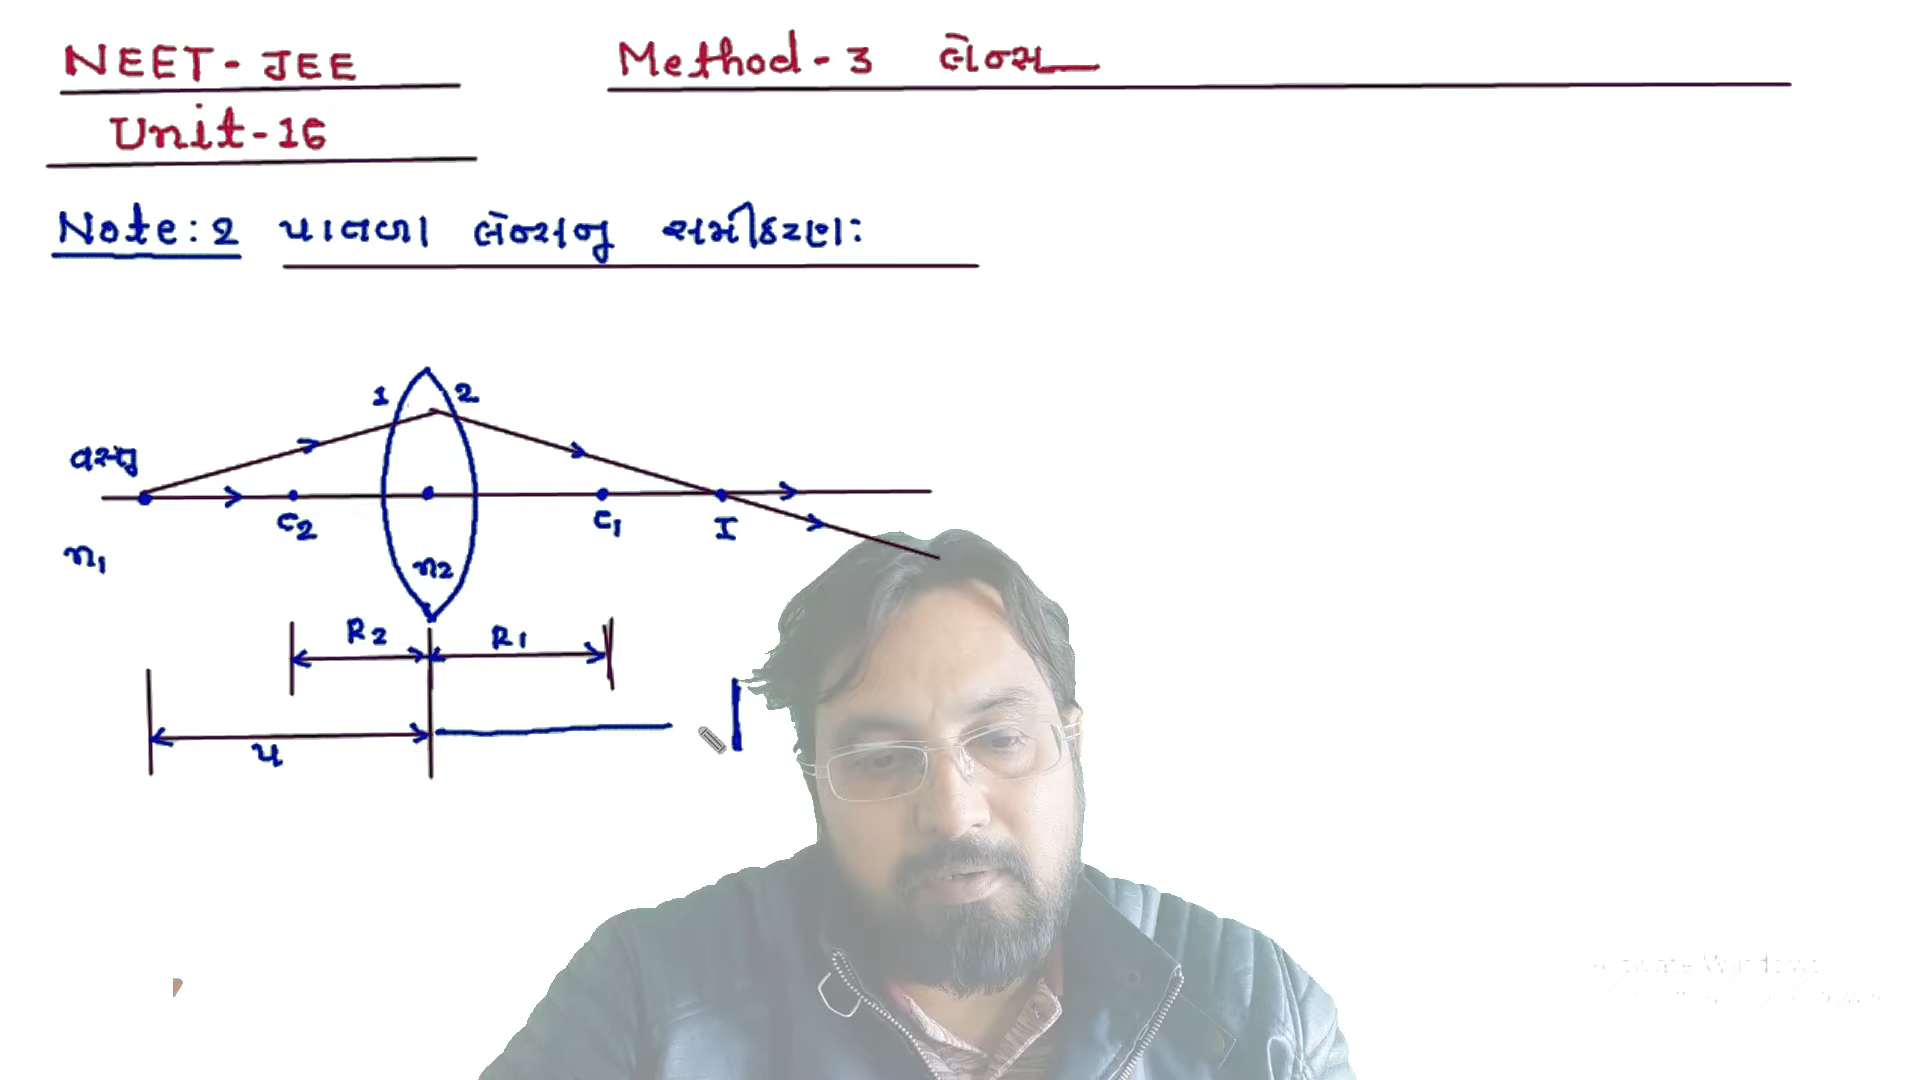 NEET - JEE
Method - 3 લેન્સ
Unit - 16
Note: 2 પાતળા લેન્સનુ સમીકરણ:
1 2
વસ્તુ
C2 C1 I
n1 n2
R2 R1
u